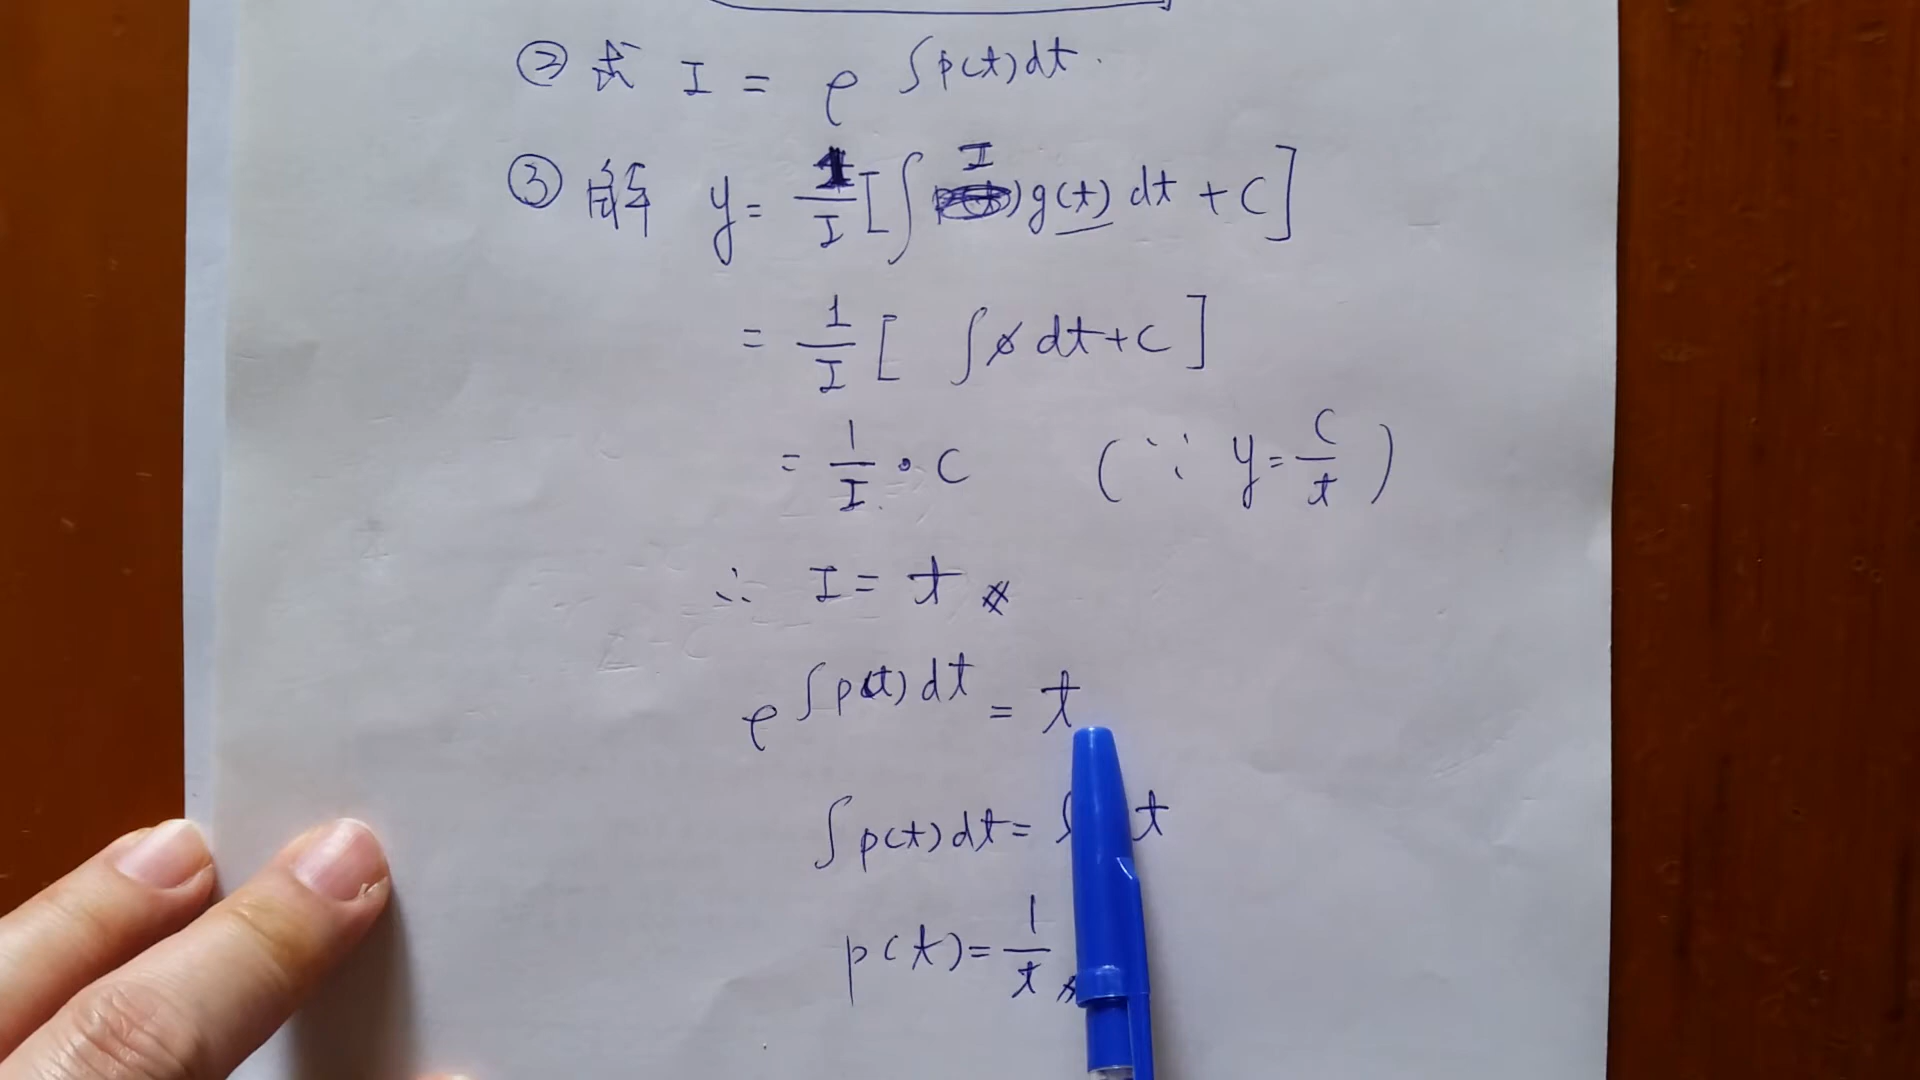 ② 求 I = e^∫p(t)dt.
③ 解 y = 1/I [∫ I g(t) dt + C]
= 1/I [ ∫0 dt + C ]
= 1/I · C (∵ y = C/t)
∴ I = t
e^∫p(t)dt = t
∫p(t)dt = t
p(t) = 1/t